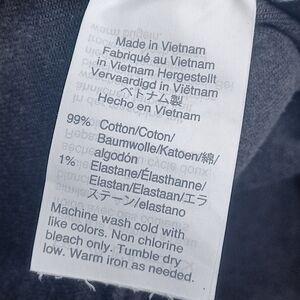 Made in Vietnam
Fabriqué au Vietnam
in Vietnam Hergestellt
Vervaardigd in Viëtnam
ベトナム製
Hecho en Vietnam
99% Cotton/Coton/
Baumwolle/Katoen/綿/
algodón
1% Elastane/Élasthanne/
Elastan/Elastaan/エラ
ステーン/elastano
Machine wash cold with
like colors. Non chlorine
bleach only. Tumble dry
low. Warm iron as needed.